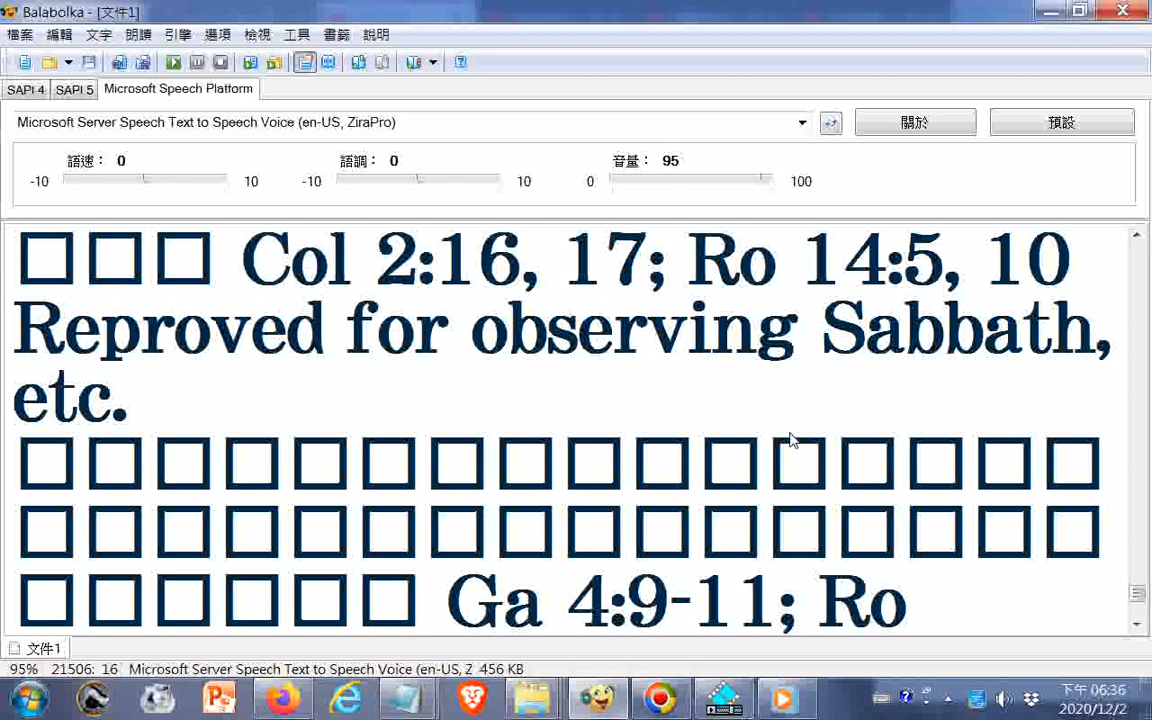 Balabolka - [文件1]
檔案 編輯 文字 朗讀 引擎 選項 檢視 工具 書籤 說明
SAPI 4 SAPI 5 Microsoft Speech Platform
Microsoft Server Speech Text to Speech Voice (en-US, ZiraPro) 關於 預設
語速： 0 語調： 0 音量： 95
-10 10 -10 10 0 100
□□□ Col 2:16, 17; Ro 14:5, 10
Reproved for observing Sabbath,
etc.
□□□□□□□□□□□□□□□□
□□□□□□□□□□□□□□□□
□□□□□□ Ga 4:9-11; Ro
文件1
95% 21506: 16 Microsoft Server Speech Text to Speech Voice (en-US, Z 456 KB
下午 06:36
2020/12/2